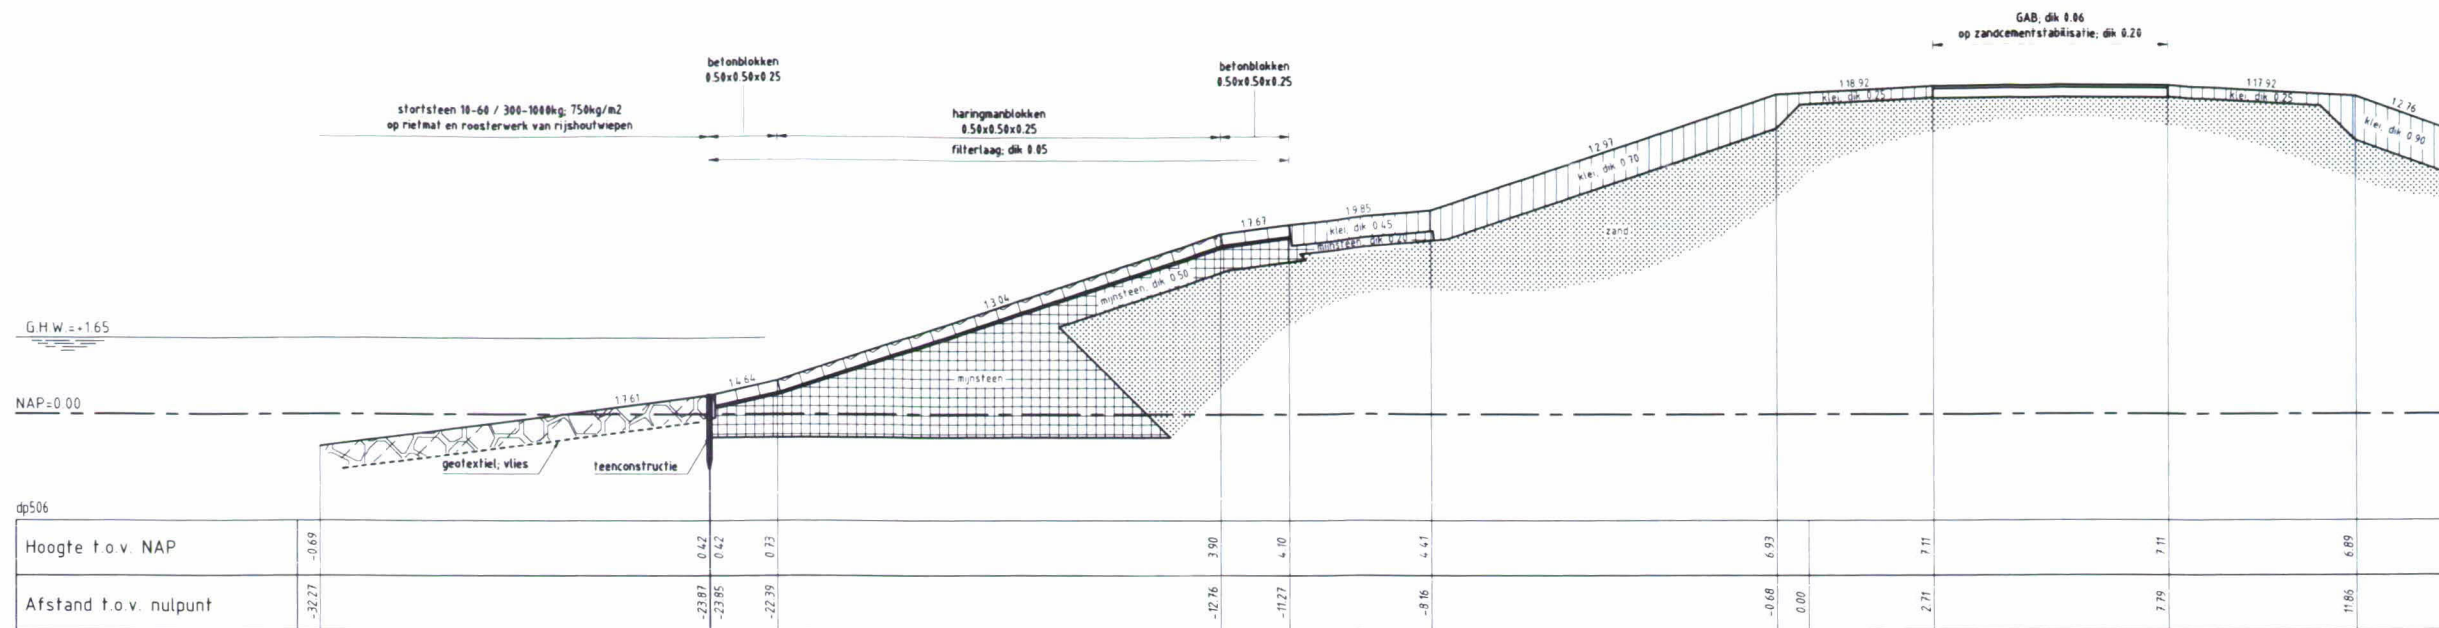 GAB; dik 0.06
op zandcementstabilisatie; dik 0.20
betonblokken
0.50x0.50x0.25
betonblokken
0.50x0.50x0.25
stortsteen 10-60 / 300-1000kg; 750kg/m2
op rietmat en roosterwerk van rijshoutwiepen
haringmanblokken
0.50x0.50x0.25
filterlaag; dik 0.05
1:18.92
klei, dik 0.25
1:17.92
klei, dik 0.25
1:2.76
klei, dik 0.90
1:2.97
klei, dik 0.70
1:7.67
1:9.85
klei, dik 0.45
mijnsteen, dik 0.20
zand
mijnsteen, dik 0.50
1:3.04
G.H.W.=+1.65
mijnsteen
1:4.64
1:7.61
NAP=0.00
geotextiel; vlies
teenconstructie
dp506
Hoogte t.o.v. NAP -0.69 0.42 0.42 0.73 3.90 4.10 4.41 6.93 7.11 7.11 6.89
Afstand t.o.v. nulpunt -32.27 -23.87 -23.85 -22.39 -12.76 -11.27 -8.16 -0.68 0.00 2.71 7.79 11.86